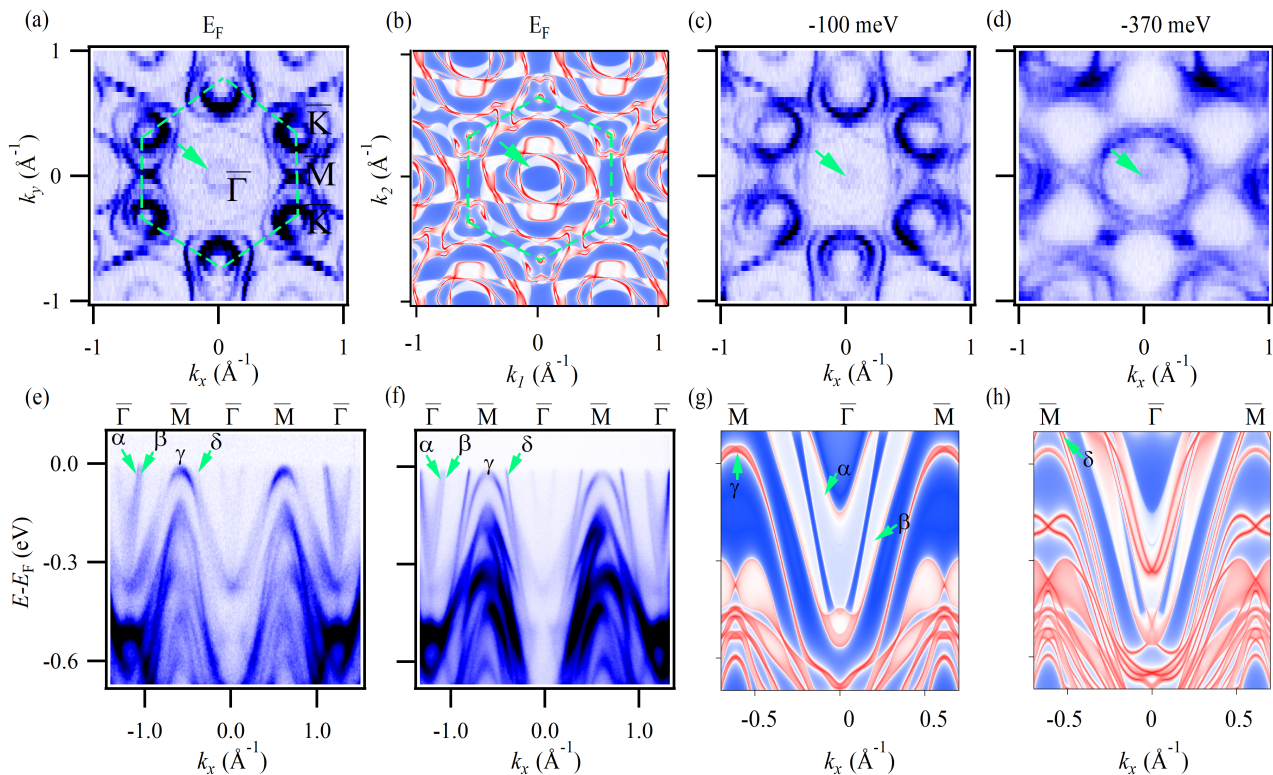 (a) E_F (b) E_F (c) -100 meV (d) -370 meV
1
0
-1
k_y (Å⁻¹)
K̅
M̅
Γ̅
K̅
-1 0 1
k_x (Å⁻¹)
k_2 (Å⁻¹)
-1 0 1
k_1 (Å⁻¹)
-1 0 1
k_x (Å⁻¹)
-1 0 1
k_x (Å⁻¹)
(e) Γ̅ M̅ Γ̅ M̅ Γ̅
α β γ δ
0.0
-0.3
-0.6
E-E_F (eV)
-1.0 0.0 1.0
k_x (Å⁻¹)
(f) Γ̅ M̅ Γ̅ M̅ Γ̅
α β γ δ
-1.0 0.0 1.0
k_x (Å⁻¹)
(g) M̅ Γ̅ M̅
γ α β
-0.5 0 0.5
k_x (Å⁻¹)
(h) M̅ Γ̅ M̅
δ
-0.5 0 0.5
k_x (Å⁻¹)